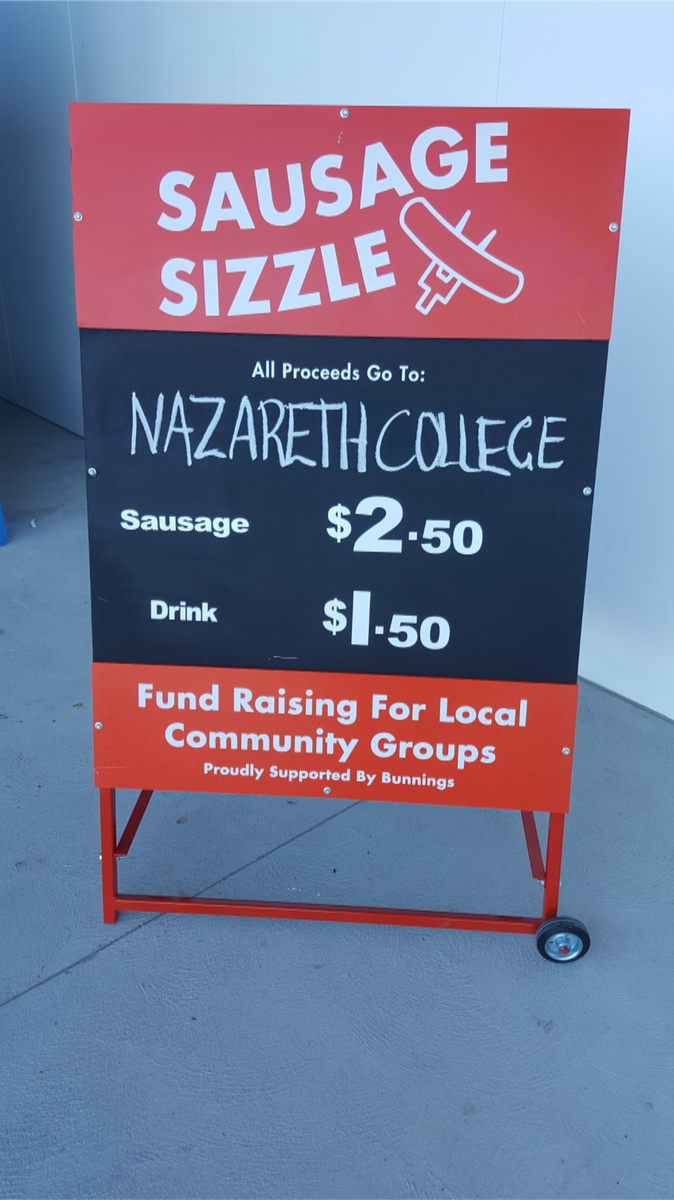 SAUSAGE
SIZZLE
All Proceeds Go To:
NAZARETH COLLEGE
Sausage $2.50
Drink $1.50
Fund Raising For Local
Community Groups
Proudly Supported By Bunnings